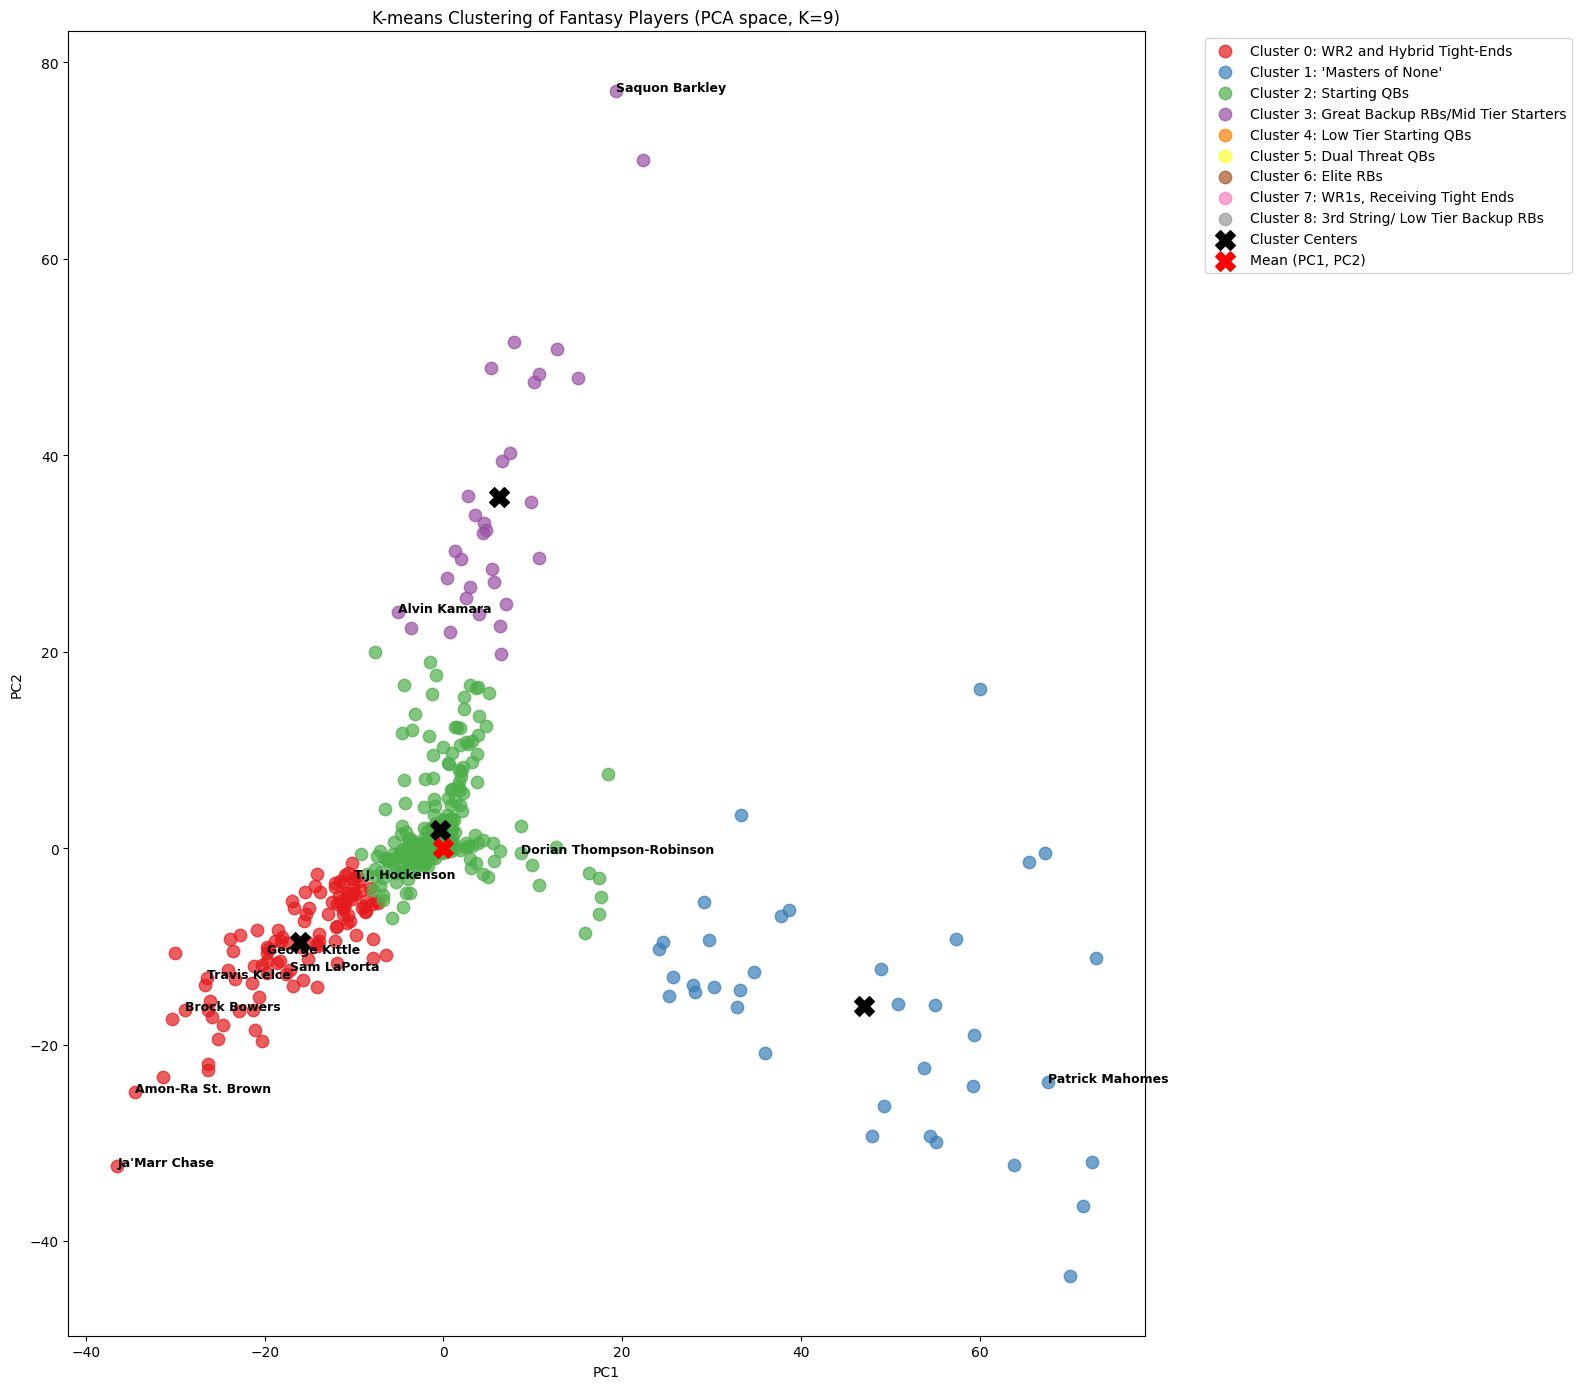 K-means Clustering of Fantasy Players (PCA space, K=9)
Cluster 0: WR2 and Hybrid Tight-Ends
Cluster 1: 'Masters of None'
Cluster 2: Starting QBs
Cluster 3: Great Backup RBs/Mid Tier Starters
Cluster 4: Low Tier Starting QBs
Cluster 5: Dual Threat QBs
Cluster 6: Elite RBs
Cluster 7: WR1s, Receiving Tight Ends
Cluster 8: 3rd String/ Low Tier Backup RBs
Cluster Centers
Mean (PC1, PC2)
80
60
40
20
0
−20
−40
PC2
Saquon Barkley
Alvin Kamara
Dorian Thompson-Robinson
T.J. Hockenson
George Kittle
Sam LaPorta
Travis Kelce
Brock Bowers
Patrick Mahomes
Amon-Ra St. Brown
Ja'Marr Chase
−40
−20
0
20
40
60
PC1